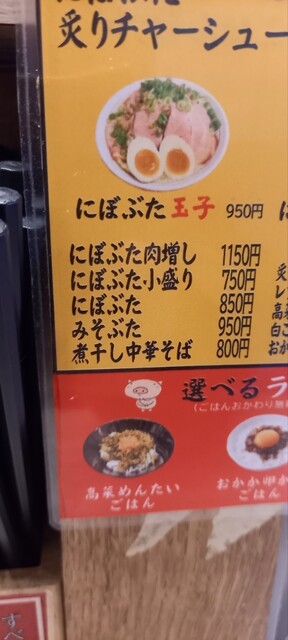 炙りチャーシュー
にぼぶた玉子 950円
にぼぶた肉増し 1150円
にぼぶた小盛り 750円
にぼぶた 850円
みそぶた 950円
煮干し中華そば 800円
選べるラ
(ごはんおかわり無
高菜めんたい
ごはん
おかか卵か
ごはん
すべ